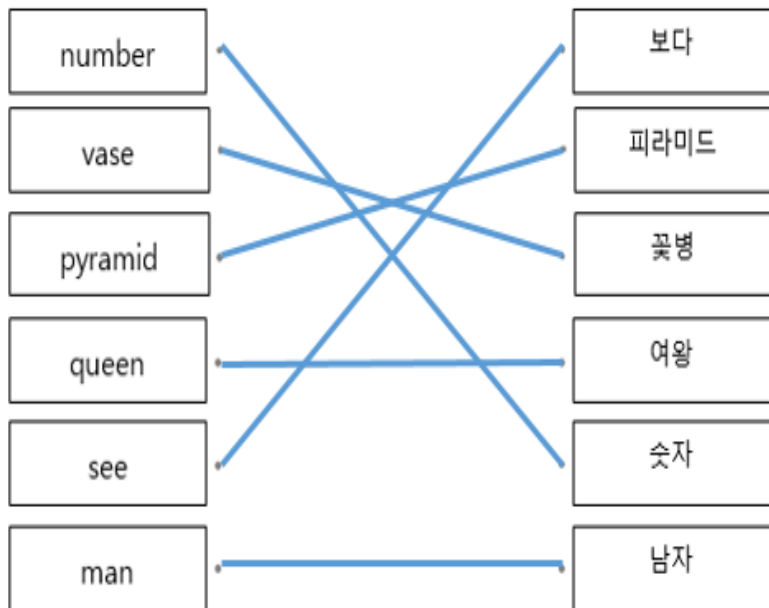 number
보다
vase
피라미드
pyramid
꽃병
queen
여왕
see
숫자
man
남자